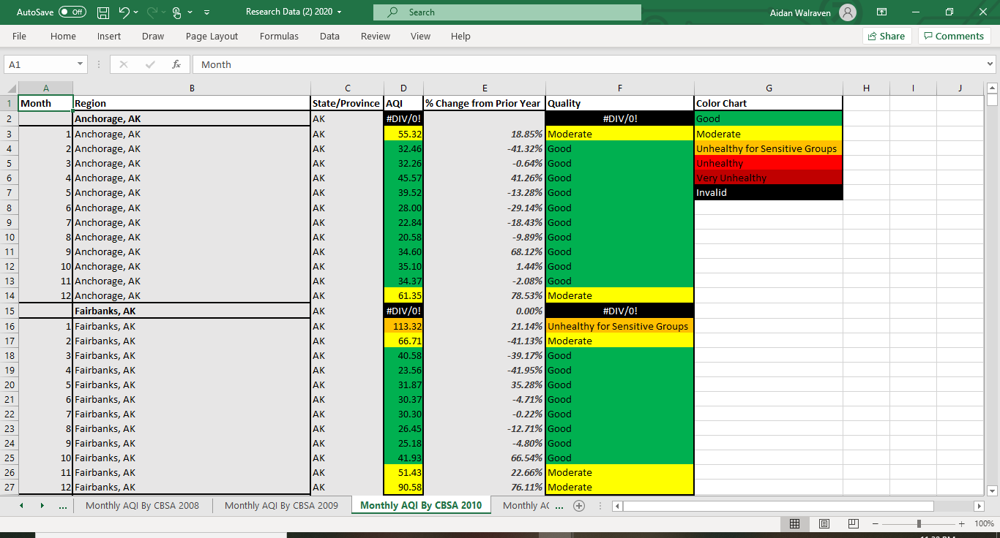 AutoSave Off Research Data (2) 2020 Search Aidan Walraven
File Home Insert Draw Page Layout Formulas Data Review View Help Share Comments
A1 fx Month
A B C D E F G H I J
1 Month Region State/Province AQI % Change from Prior Year Quality Color Chart
2 Anchorage, AK AK #DIV/0! #DIV/0! Good
3 1 Anchorage, AK AK 55.32 18.85% Moderate Moderate
4 2 Anchorage, AK AK 32.46 -41.32% Good Unhealthy for Sensitive Groups
5 3 Anchorage, AK AK 32.26 -0.64% Good Unhealthy
6 4 Anchorage, AK AK 45.57 41.26% Good Very Unhealthy
7 5 Anchorage, AK AK 39.52 -13.28% Good Invalid
8 6 Anchorage, AK AK 28.00 -29.14% Good
9 7 Anchorage, AK AK 22.84 -18.43% Good
10 8 Anchorage, AK AK 20.58 -9.89% Good
11 9 Anchorage, AK AK 34.60 68.12% Good
12 10 Anchorage, AK AK 35.10 1.44% Good
13 11 Anchorage, AK AK 34.37 -2.08% Good
14 12 Anchorage, AK AK 61.35 78.53% Moderate
15 Fairbanks, AK AK #DIV/0! 0.00% #DIV/0!
16 1 Fairbanks, AK AK 113.32 21.14% Unhealthy for Sensitive Groups
17 2 Fairbanks, AK AK 66.71 -41.13% Moderate
18 3 Fairbanks, AK AK 40.58 -39.17% Good
19 4 Fairbanks, AK AK 23.56 -41.95% Good
20 5 Fairbanks, AK AK 31.87 35.28% Good
21 6 Fairbanks, AK AK 30.37 -4.71% Good
22 7 Fairbanks, AK AK 30.30 -0.22% Good
23 8 Fairbanks, AK AK 26.45 -12.71% Good
24 9 Fairbanks, AK AK 25.18 -4.80% Good
25 10 Fairbanks, AK AK 41.93 66.54% Good
26 11 Fairbanks, AK AK 51.43 22.66% Moderate
27 12 Fairbanks, AK AK 90.58 76.11% Moderate
... Monthly AQI By CBSA 2008 Monthly AQI By CBSA 2009 Monthly AQI By CBSA 2010 Monthly ...
100%